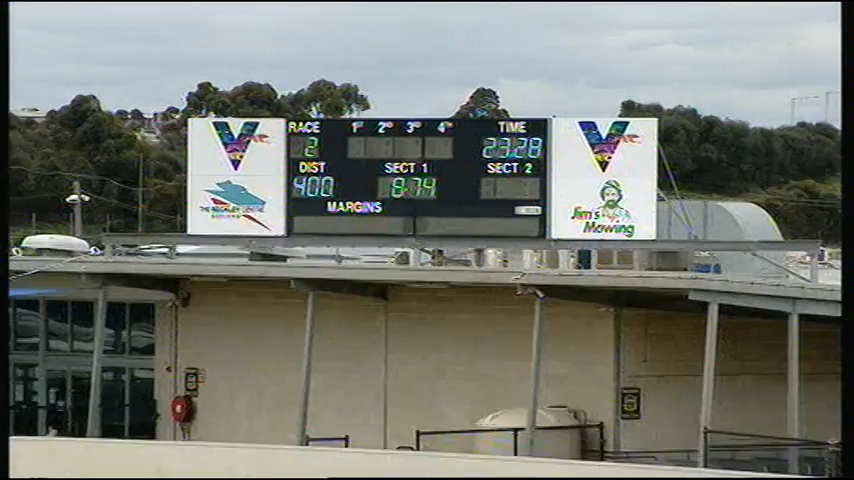 RACE 1st 2nd 3rd 4th TIME
2 23.28
DIST SECT 1 SECT 2
400 8.74
MARGINS
Jim's
Mowing